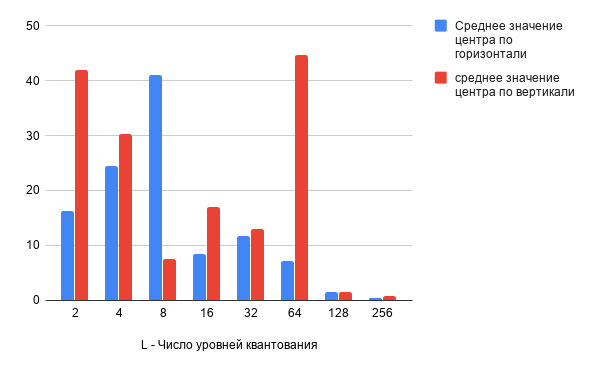 50
40
30
20
10
0
2 4 8 16 32 64 128 256
L - Число уровней квантования
Среднее значение
центра по
горизонтали
среднее значение
центра по вертикали